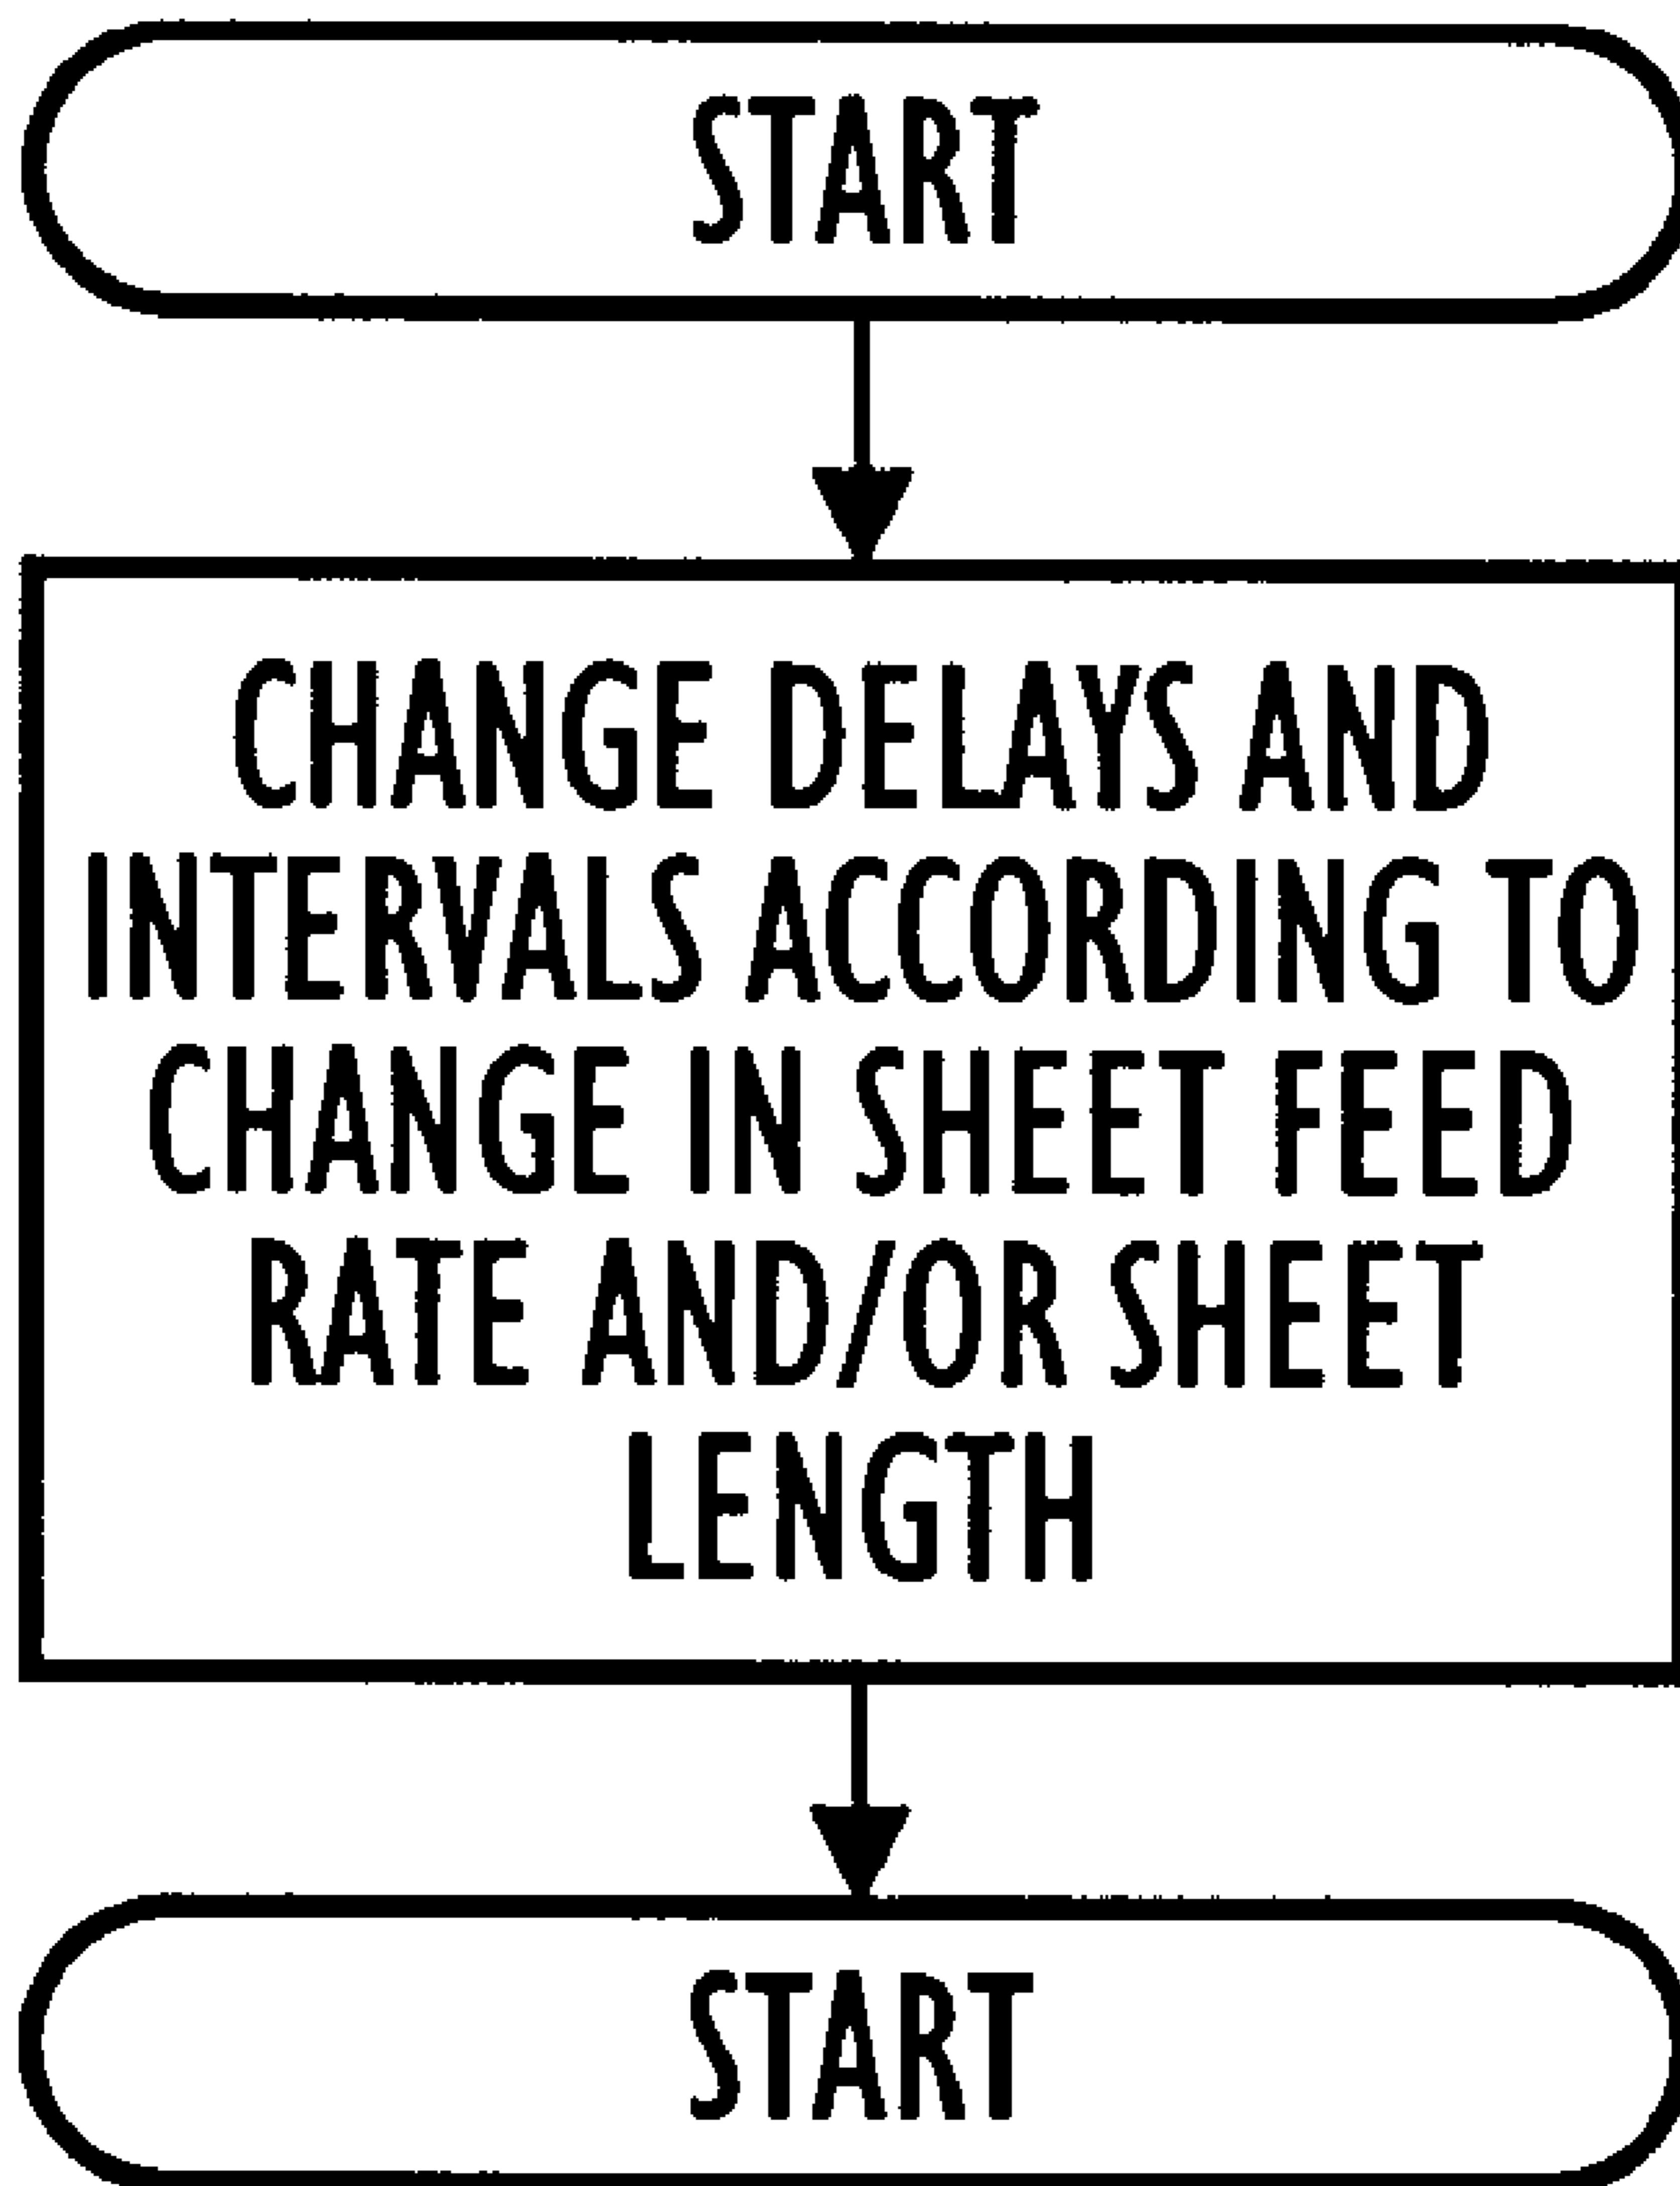 START
CHANGE DELAYS AND
INTERVALS ACCORDING TO
CHANGE IN SHEET FEED
RATE AND/OR SHEET
LENGTH
START